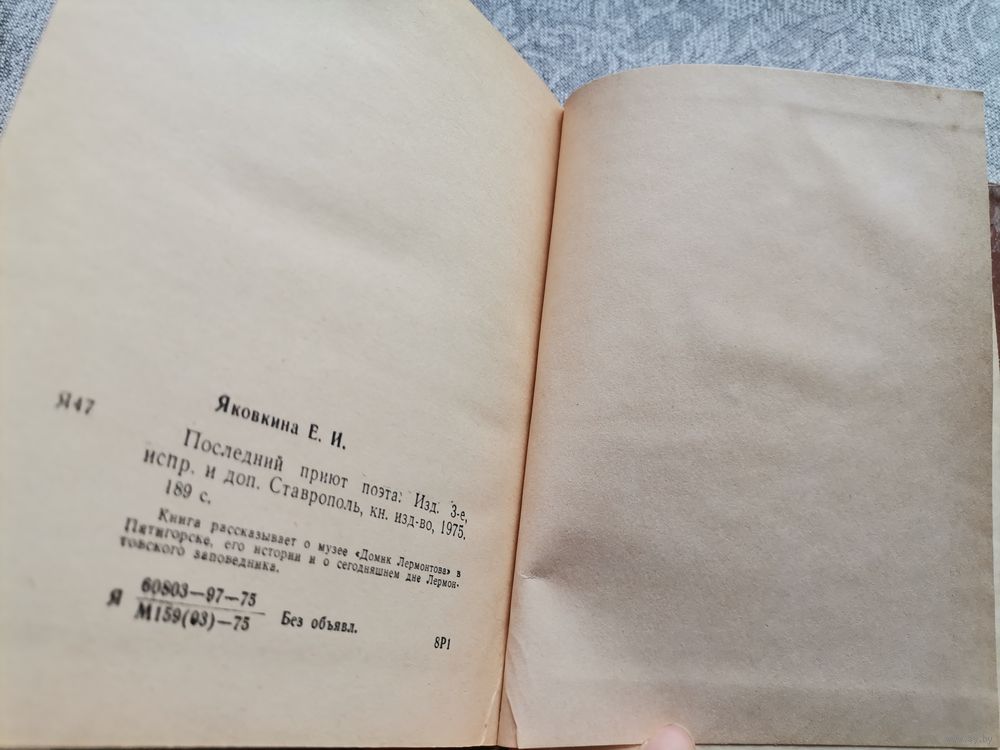 Я47
Яковкина Е. И.
Последний приют поэта. Изд. 3-е,
испр. и доп. Ставрополь, кн. изд-во, 1975.
189 с.
Книга рассказывает о музее «Домик Лермонтова» в
Пятигорске, его истории и о сегодняшнем дне Лермон-
товского заповедника.
Я 60803—97—75
М159(03)—75 Без объявл.
8Р1